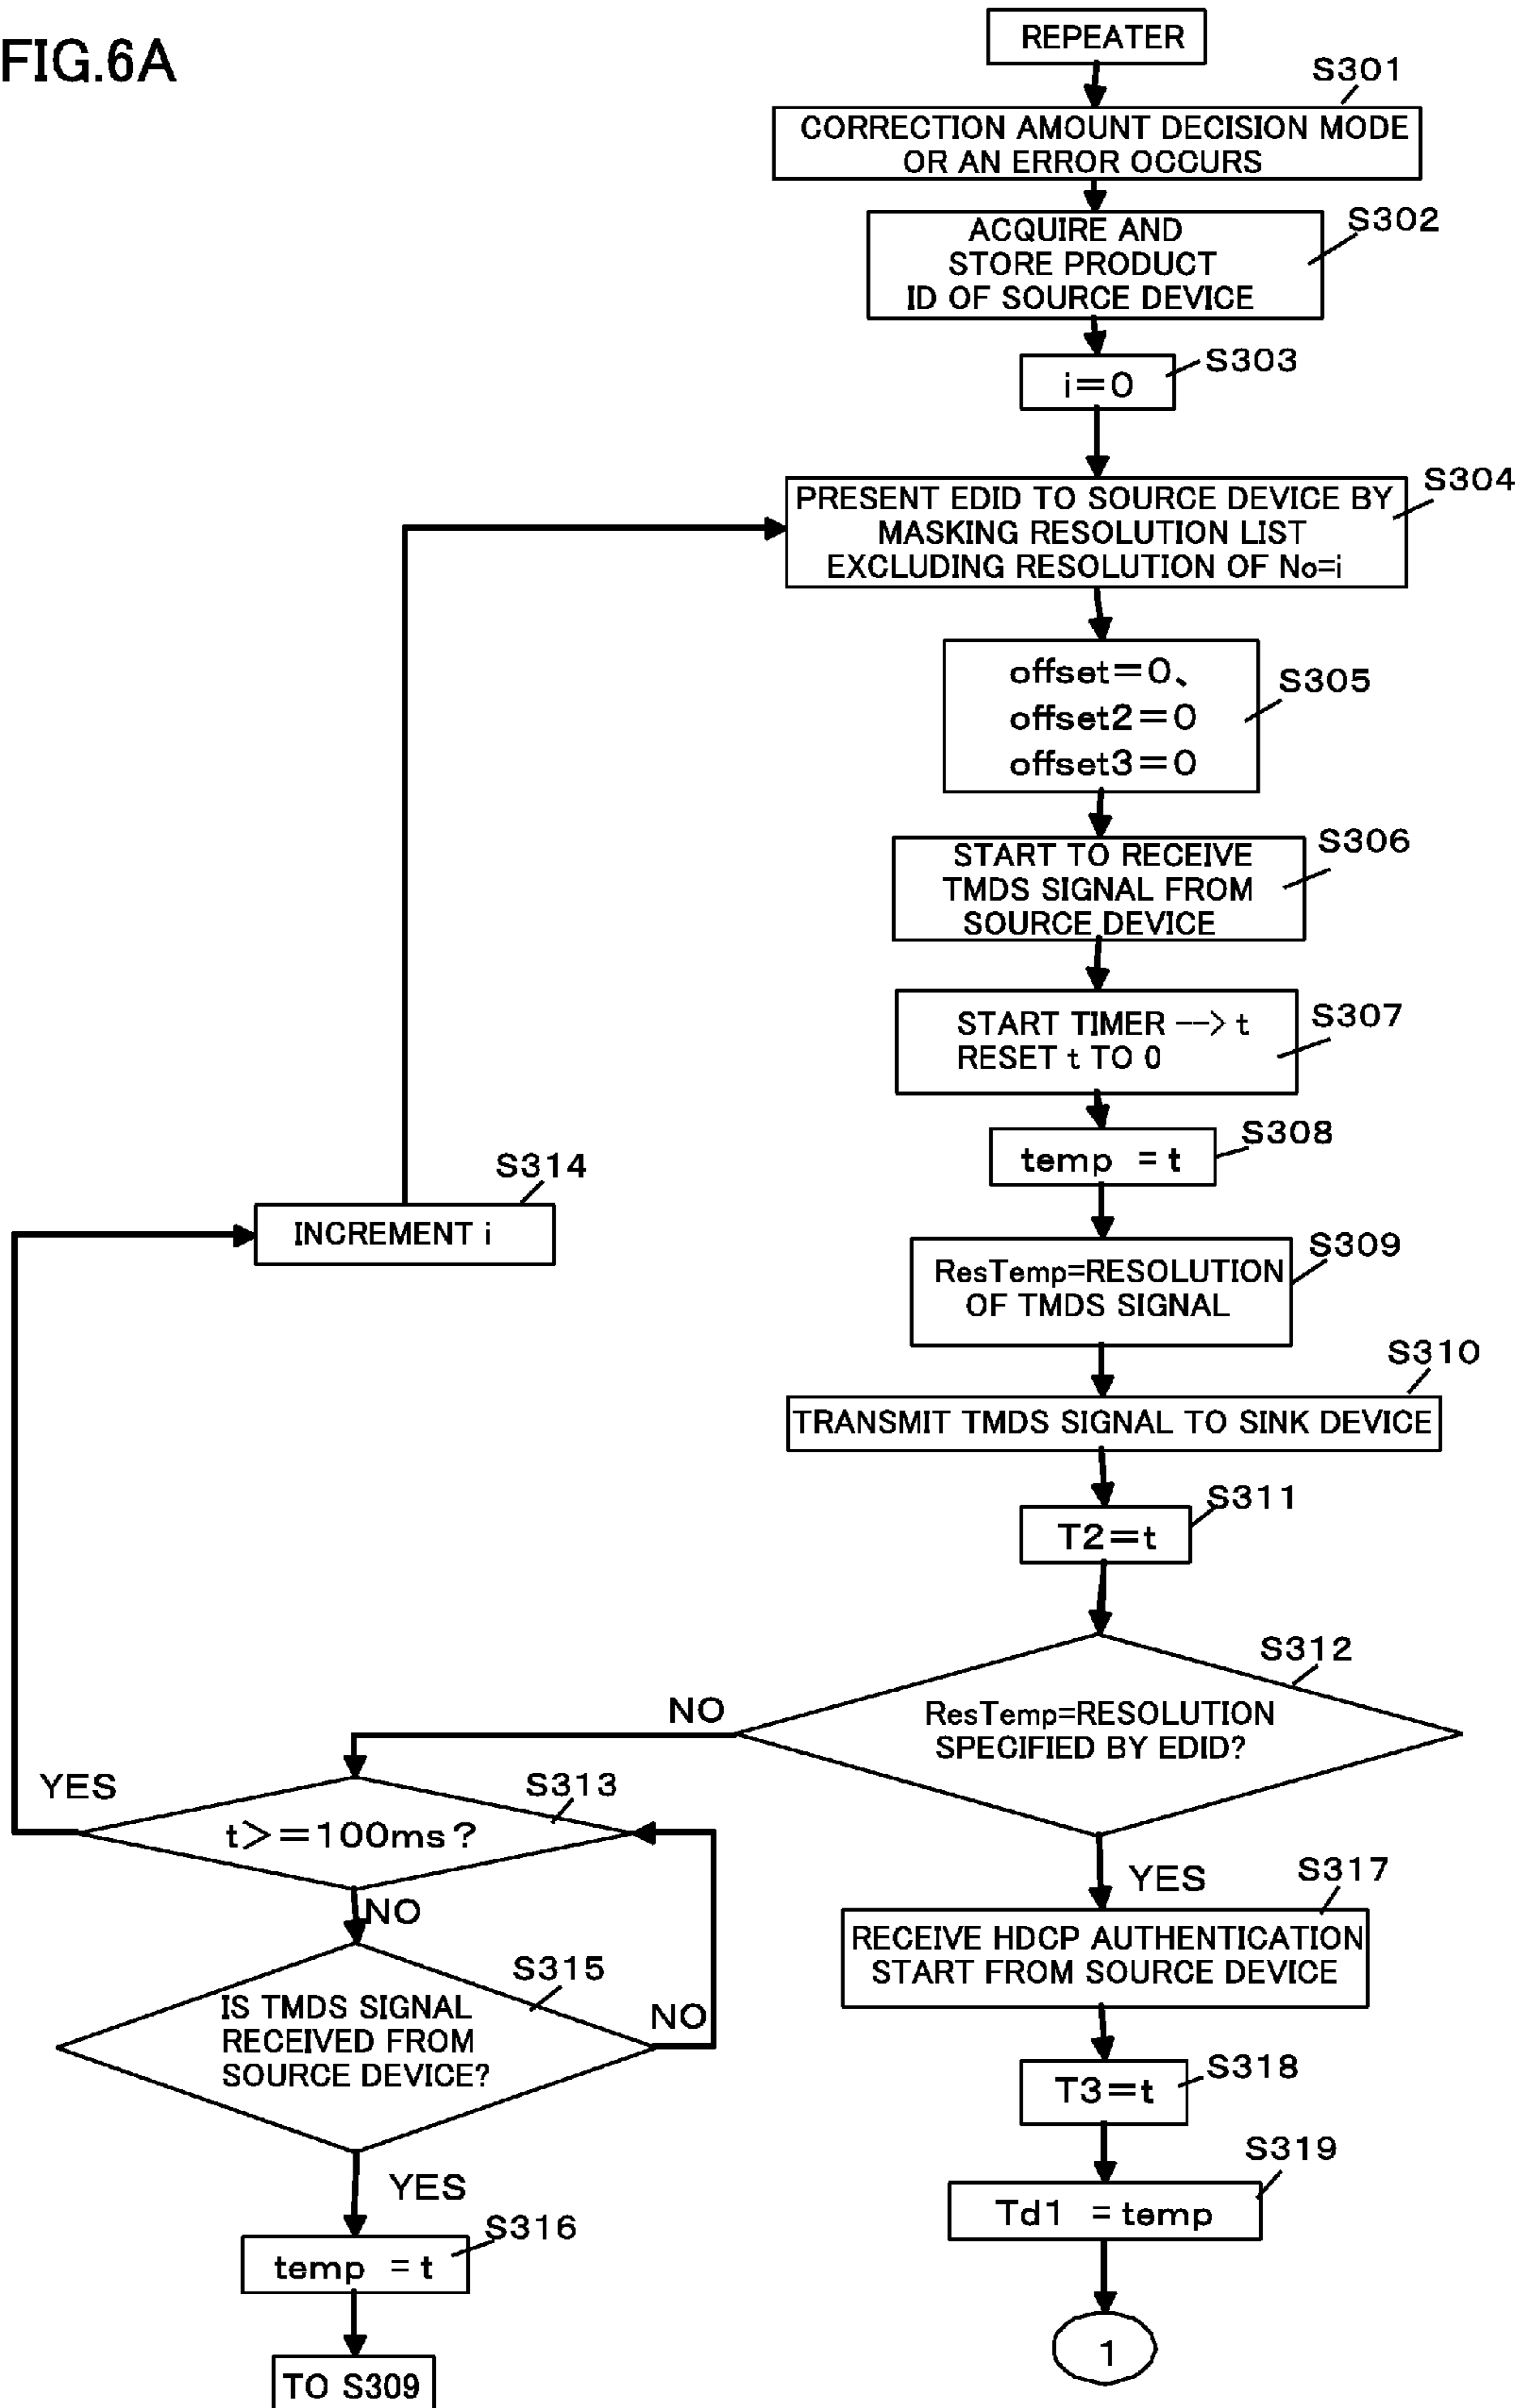 FIG.6A
REPEATER
S301
CORRECTION AMOUNT DECISION MODE
OR AN ERROR OCCURS
S302
ACQUIRE AND
STORE PRODUCT
ID OF SOURCE DEVICE
S303
i=0
S304
PRESENT EDID TO SOURCE DEVICE BY
MASKING RESOLUTION LIST
EXCLUDING RESOLUTION OF No=i
S305
offset=0、
offset2=0
offset3=0
S306
START TO RECEIVE
TMDS SIGNAL FROM
SOURCE DEVICE
S307
START TIMER --> t
RESET t TO 0
S308
temp =t
S309
ResTemp=RESOLUTION
OF TMDS SIGNAL
S310
TRANSMIT TMDS SIGNAL TO SINK DEVICE
S311
T2=t
S312
ResTemp=RESOLUTION
SPECIFIED BY EDID?
NO
YES
S314
INCREMENT i
YES
S313
t>=100ms?
NO
S315
IS TMDS SIGNAL
RECEIVED FROM
SOURCE DEVICE?
NO
YES
S316
temp =t
TO S309
S317
RECEIVE HDCP AUTHENTICATION
START FROM SOURCE DEVICE
S318
T3=t
S319
Td1 =temp
1